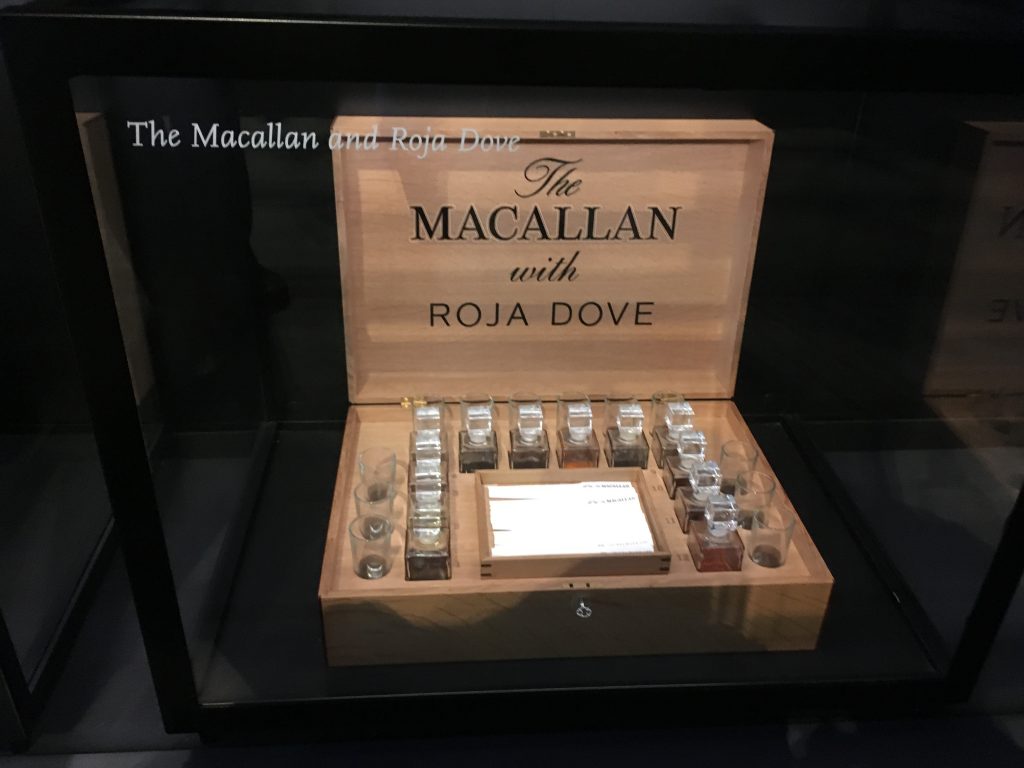 The Macallan and Roja Dove
The
MACALLAN
with
ROJA DOVE